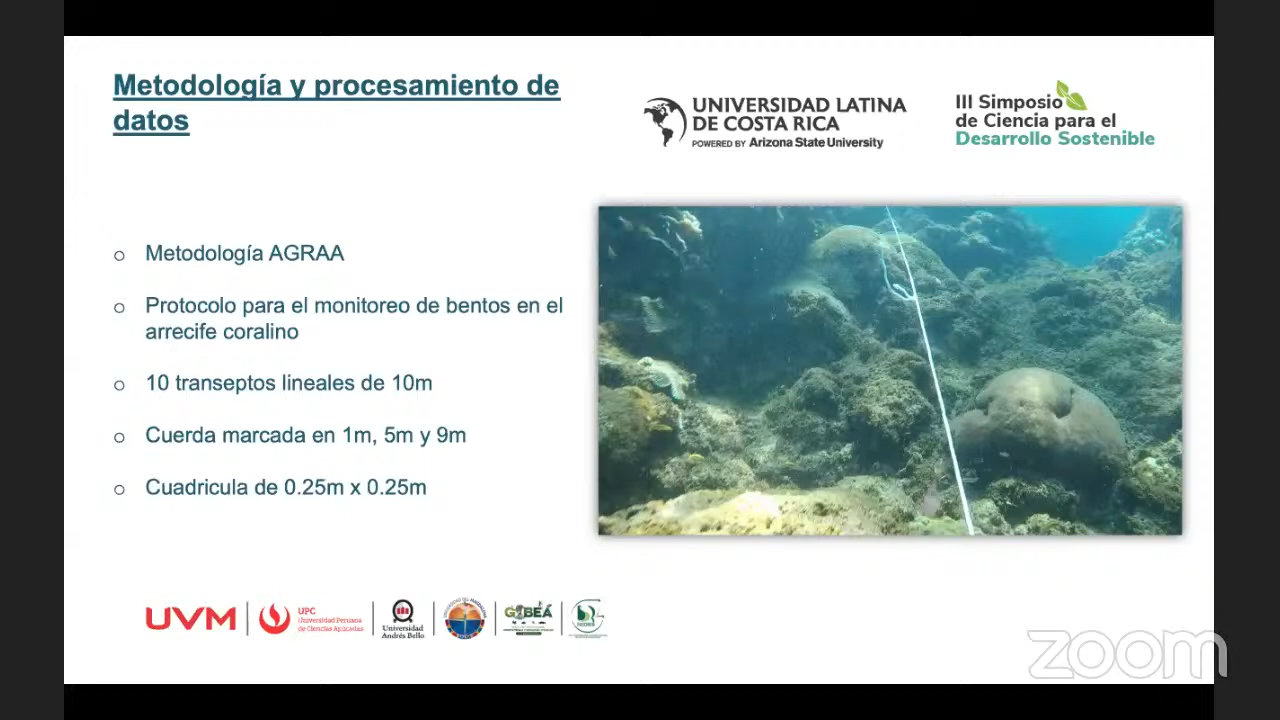 Metodología y procesamiento de
datos
UNIVERSIDAD LATINA
DE COSTA RICA
POWERED BY Arizona State University
III Simposio
de Ciencia para el
Desarrollo Sostenible
Metodología AGRAA
Protocolo para el monitoreo de bentos en el
arrecife coralino
10 transeptos lineales de 10m
Cuerda marcada en 1m, 5m y 9m
Cuadricula de 0.25m x 0.25m
UVM
UPC
Universidad Peruana
de Ciencias Aplicadas
Universidad
Andrés Bello
zoom